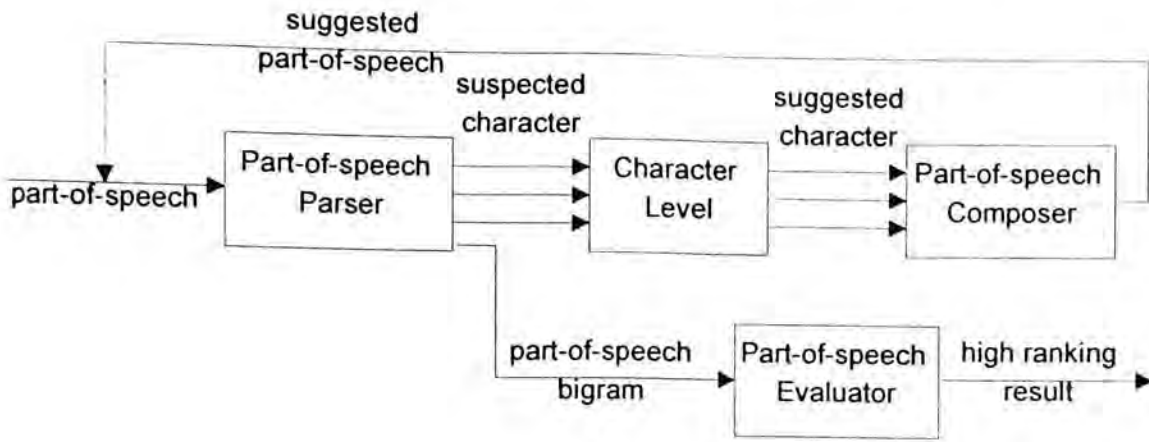 suggested
part-of-speech
suspected
character
suggested
character
part-of-speech
Part-of-speech
Parser
Character
Level
Part-of-speech
Composer
part-of-speech
bigram
Part-of-speech
Evaluator
high ranking
result